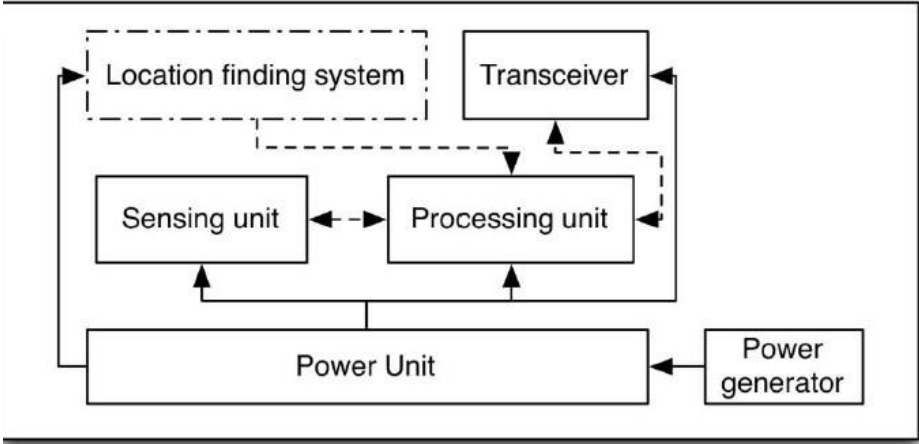 Location finding system
Transceiver
Sensing unit
Processing unit
Power Unit
Power
generator